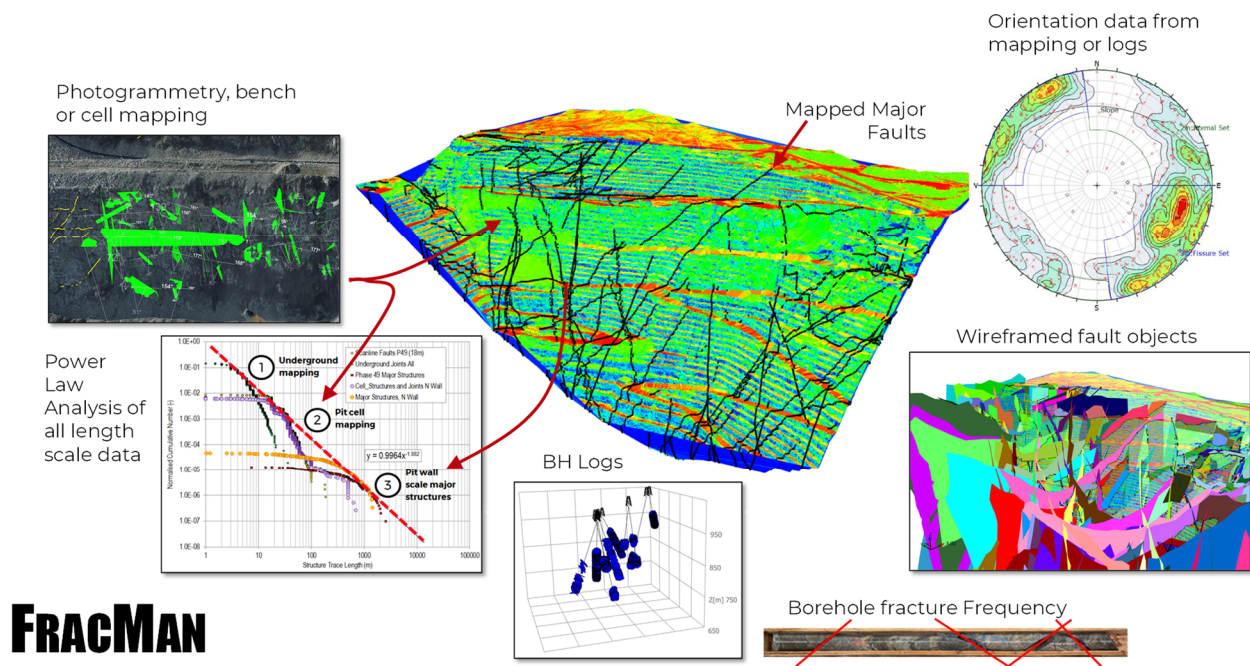 Orientation data from
mapping or logs
Photogrammetry, bench
or cell mapping
Mapped Major
Faults
N
Slope
E
S
Power
Law
Analysis of
all length
scale data
Normalised Cumulative Number (-)
1.0E+00
1.0E-01
1.0E-02
1.0E-03
1.0E-04
1.0E-05
1.0E-06
1.0E-07
1.0E-08
1
10
100
1000
10000
100000
Structure Trace Length (m)
1 Underground
mapping
2
Pit cell
mapping
3 Pit wall
scale major
structures
Scanline Faults P49 (18m)
Underground Joints All
Phase 49 Major Structures
Cell_Structures and Joints N Wall
Major Structures, N Wall
y = 0.9964x^-1.882
BH Logs
950
850
Z[m] 750
650
Wireframed fault objects
Borehole fracture Frequency
FRACMAN